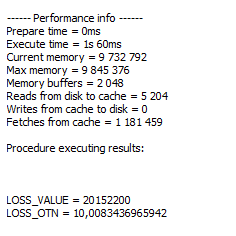 ------ Performance info ------
Prepare time = 0ms
Execute time = 1s 60ms
Current memory = 9 732 792
Max memory = 9 845 376
Memory buffers = 2 048
Reads from disk to cache = 5 204
Writes from cache to disk = 0
Fetches from cache = 1 181 459
Procedure executing results:
LOSS_VALUE = 20152200
LOSS_OTN = 10,0083436965942